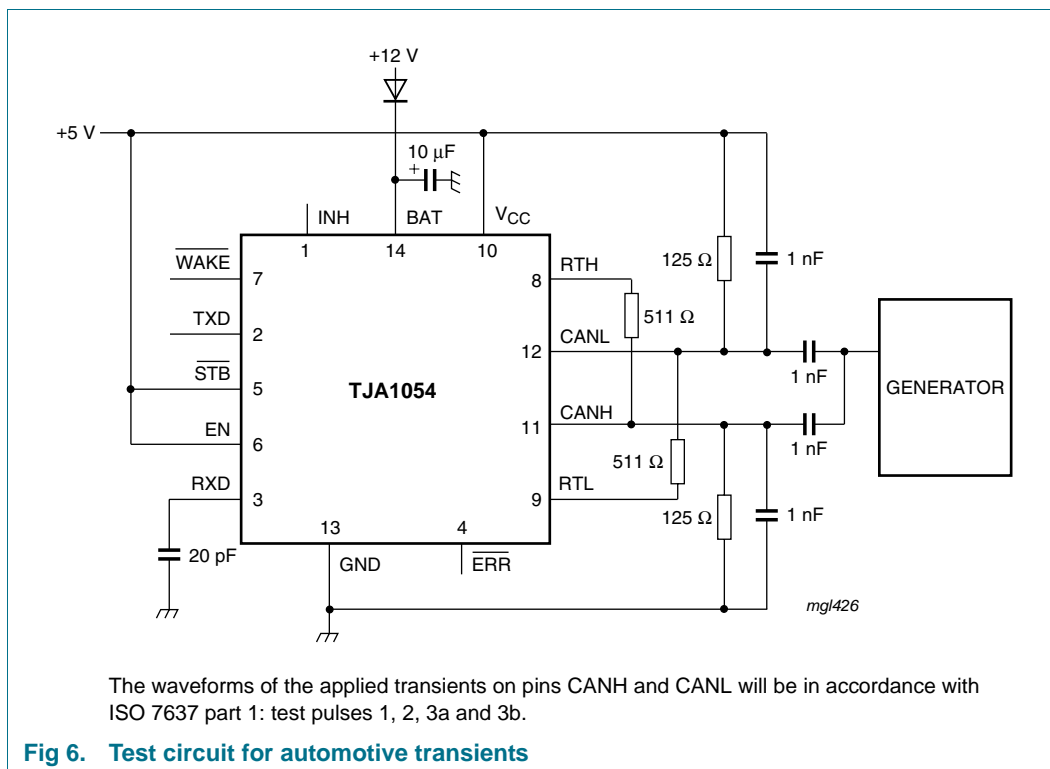 +12 V
+5 V
10 μF
+
INH
BAT
VCC
1
14
10
WAKE
7
TXD
2
STB
5
EN
6
RXD
3
20 pF
TJA1054
RTH
8
511 Ω
CANL
12
CANH
11
511 Ω
RTL
9
13
GND
4
ERR
125 Ω
1 nF
1 nF
1 nF
125 Ω
1 nF
GENERATOR
mgl426
The waveforms of the applied transients on pins CANH and CANL will be in accordance with
ISO 7637 part 1: test pulses 1, 2, 3a and 3b.
Fig 6. Test circuit for automotive transients